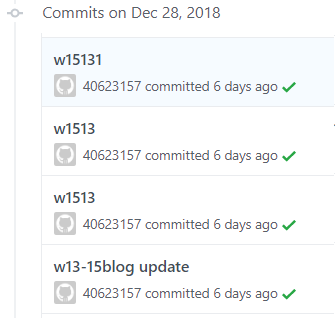 Commits on Dec 28, 2018
w15131
40623157 committed 6 days ago
w1513
40623157 committed 6 days ago
w1513
40623157 committed 6 days ago
w13-15blog update
40623157 committed 6 days ago